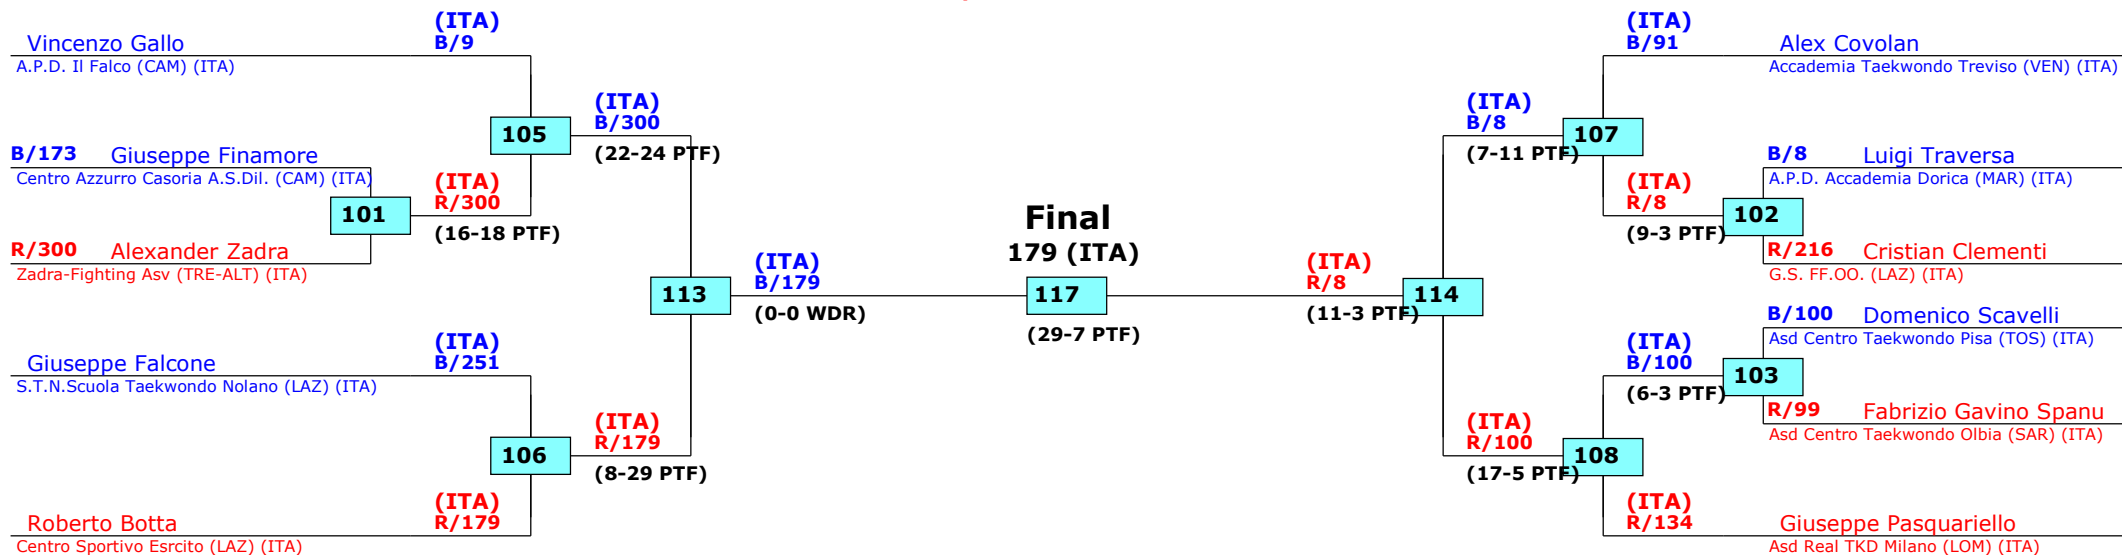 (ITA)
B/9
Vincenzo Gallo
A.P.D. Il Falco (CAM) (ITA)
105
(ITA)
B/300
(22-24 PTF)
B/173 Giuseppe Finamore
Centro Azzurro Casoria A.S.Dil. (CAM) (ITA)
101
(ITA)
R/300
(16-18 PTF)
R/300 Alexander Zadra
Zadra-Fighting Asv (TRE-ALT) (ITA)
113
(ITA)
B/179
(0-0 WDR)
(ITA)
B/251
Giuseppe Falcone
S.T.N.Scuola Taekwondo Nolano (LAZ) (ITA)
106
(ITA)
R/179
(8-29 PTF)
(ITA)
R/179
Roberto Botta
Centro Sportivo Esrcito (LAZ) (ITA)
Final
179 (ITA)
117
(29-7 PTF)
(ITA)
R/8
(11-3 PTF)
114
(ITA)
B/8
(7-11 PTF)
107
(ITA)
B/91
Alex Covolan
Accademia Taekwondo Treviso (VEN) (ITA)
(ITA)
R/8
(9-3 PTF)
102
B/8 Luigi Traversa
A.P.D. Accademia Dorica (MAR) (ITA)
R/216 Cristian Clementi
G.S. FF.OO. (LAZ) (ITA)
B/100 Domenico Scavelli
Asd Centro Taekwondo Pisa (TOS) (ITA)
(ITA)
B/100
(6-3 PTF)
103
R/99 Fabrizio Gavino Spanu
Asd Centro Taekwondo Olbia (SAR) (ITA)
(ITA)
R/100
(17-5 PTF)
108
(ITA)
R/134
Giuseppe Pasquariello
Asd Real TKD Milano (LOM) (ITA)